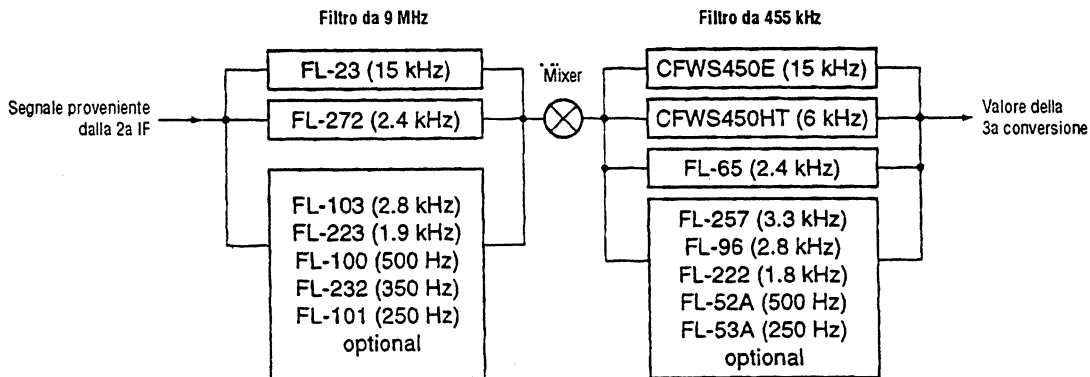 Filtro da 9 MHz
FL-23 (15 kHz)
FL-272 (2.4 kHz)
Segnale proveniente
dalla 2a IF
FL-103 (2.8 kHz)
FL-223 (1.9 kHz)
FL-100 (500 Hz)
FL-232 (350 Hz)
FL-101 (250 Hz)
optional
Mixer
Filtro da 455 kHz
CFWS450E (15 kHz)
CFWS450HT (6 kHz)
FL-65 (2.4 kHz)
FL-257 (3.3 kHz)
FL-96 (2.8 kHz)
FL-222 (1.8 kHz)
FL-52A (500 Hz)
FL-53A (250 Hz)
optional
Valore della
3a conversione